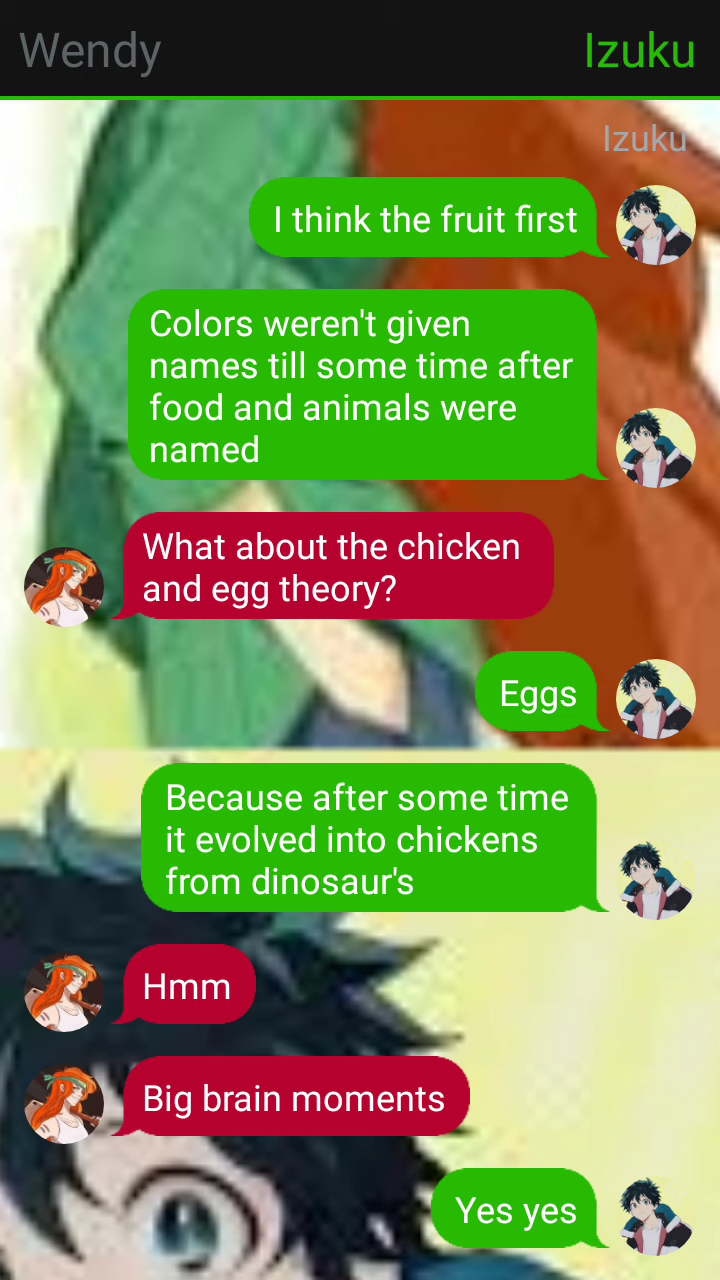 Wendy
Izuku
Izuku
I think the fruit first
Colors weren't given
names till some time after
food and animals were
named
What about the chicken
and egg theory?
Eggs
Because after some time
it evolved into chickens
from dinosaur's
Hmm
Big brain moments
Yes yes